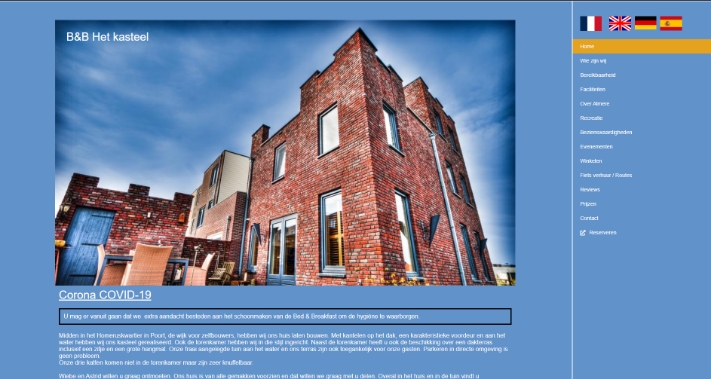 B&B Het kasteel
Home
Wie zijn wij
Bereikbaarheid
Faciliteiten
Over Almere
Recreatie
Bezienswaardigheden
Evenementen
Winkelen
Fiets verhuur / Routes
Reviews
Prijzen
Contact
Reserveren
Corona COVID-19
U mag er vanuit gaan dat we extra aandacht besteden aan het schoonmaken van de Bed & Breakfast om de hygiëne te waarborgen.
Midden in het Homeruskwartier in Poort, de wijk voor zelfbouwers, hebben wij ons huis laten bouwen. Met kantelen op het dak, een karakteristieke voordeur en aan het
water hebben wij ons kasteel gerealiseerd. Ook de torenkamer hebben wij in die stijl ingericht. Naast de torenkamer heeft u ook de beschikking over een dakterras
inclusief een zitje en een grote hangmat. Onze fraai aangelegde tuin aan het water en ons terras zijn ook toegankelijk voor onze gasten. Parkeren in directe omgeving is
geen probleem.
Onze drie katten komen niet in de torenkamer maar zijn zeer knuffelbaar.
Wiebe en Astrid willen u graag ontmoeten. Ons huis is van alle gemakken voorzien en dat willen we graag met u delen. Overal in het huis en in de tuin vindt u